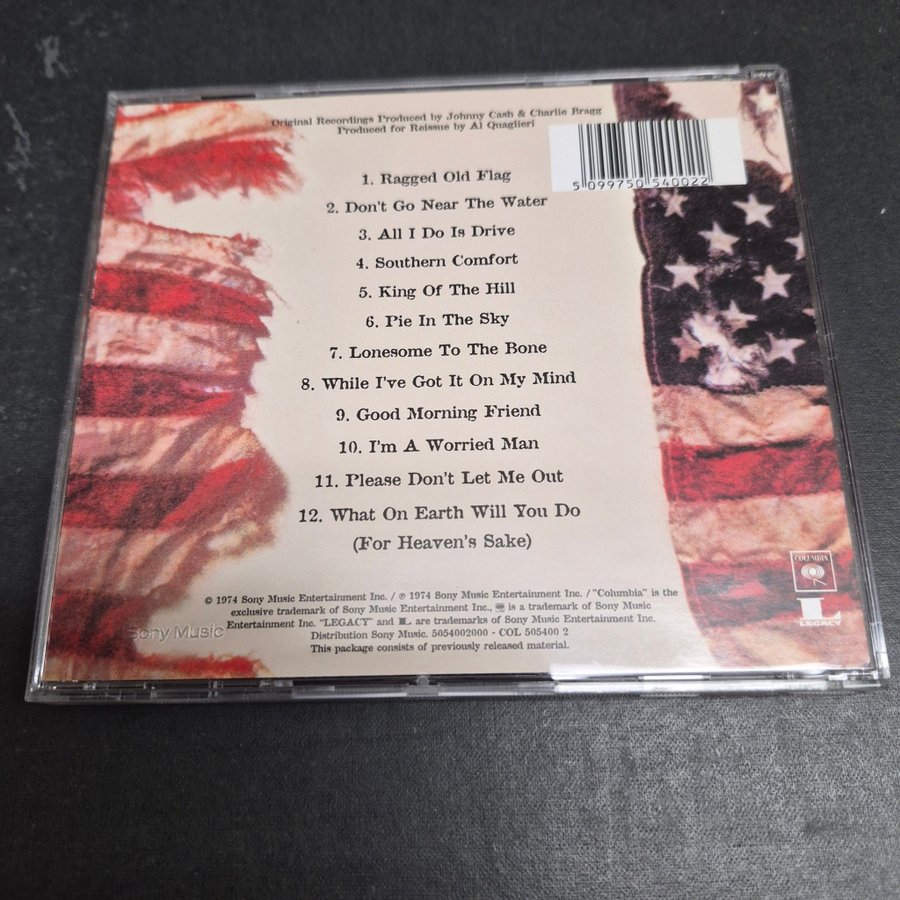 Original Recordings Produced by Johnny Cash & Charlie Bragg
Produced for Reissue by Al Quaglieri
5 099750 540022
1. Ragged Old Flag
2. Don't Go Near The Water
3. All I Do Is Drive
4. Southern Comfort
5. King Of The Hill
6. Pie In The Sky
7. Lonesome To The Bone
8. While I've Got It On My Mind
9. Good Morning Friend
10. I'm A Worried Man
11. Please Don't Let Me Out
12. What On Earth Will You Do
(For Heaven's Sake)
COLUMBIA
L
LEGACY
© 1974 Sony Music Entertainment Inc. / ℗ 1974 Sony Music Entertainment Inc. / "Columbia" is the
exclusive trademark of Sony Music Entertainment Inc., is a trademark of Sony Music
Entertainment Inc. "LEGACY" and L are trademarks of Sony Music Entertainment Inc.
Distribution Sony Music. 5054002000 - COL 505400 2
This package consists of previously released material.
Sony Music